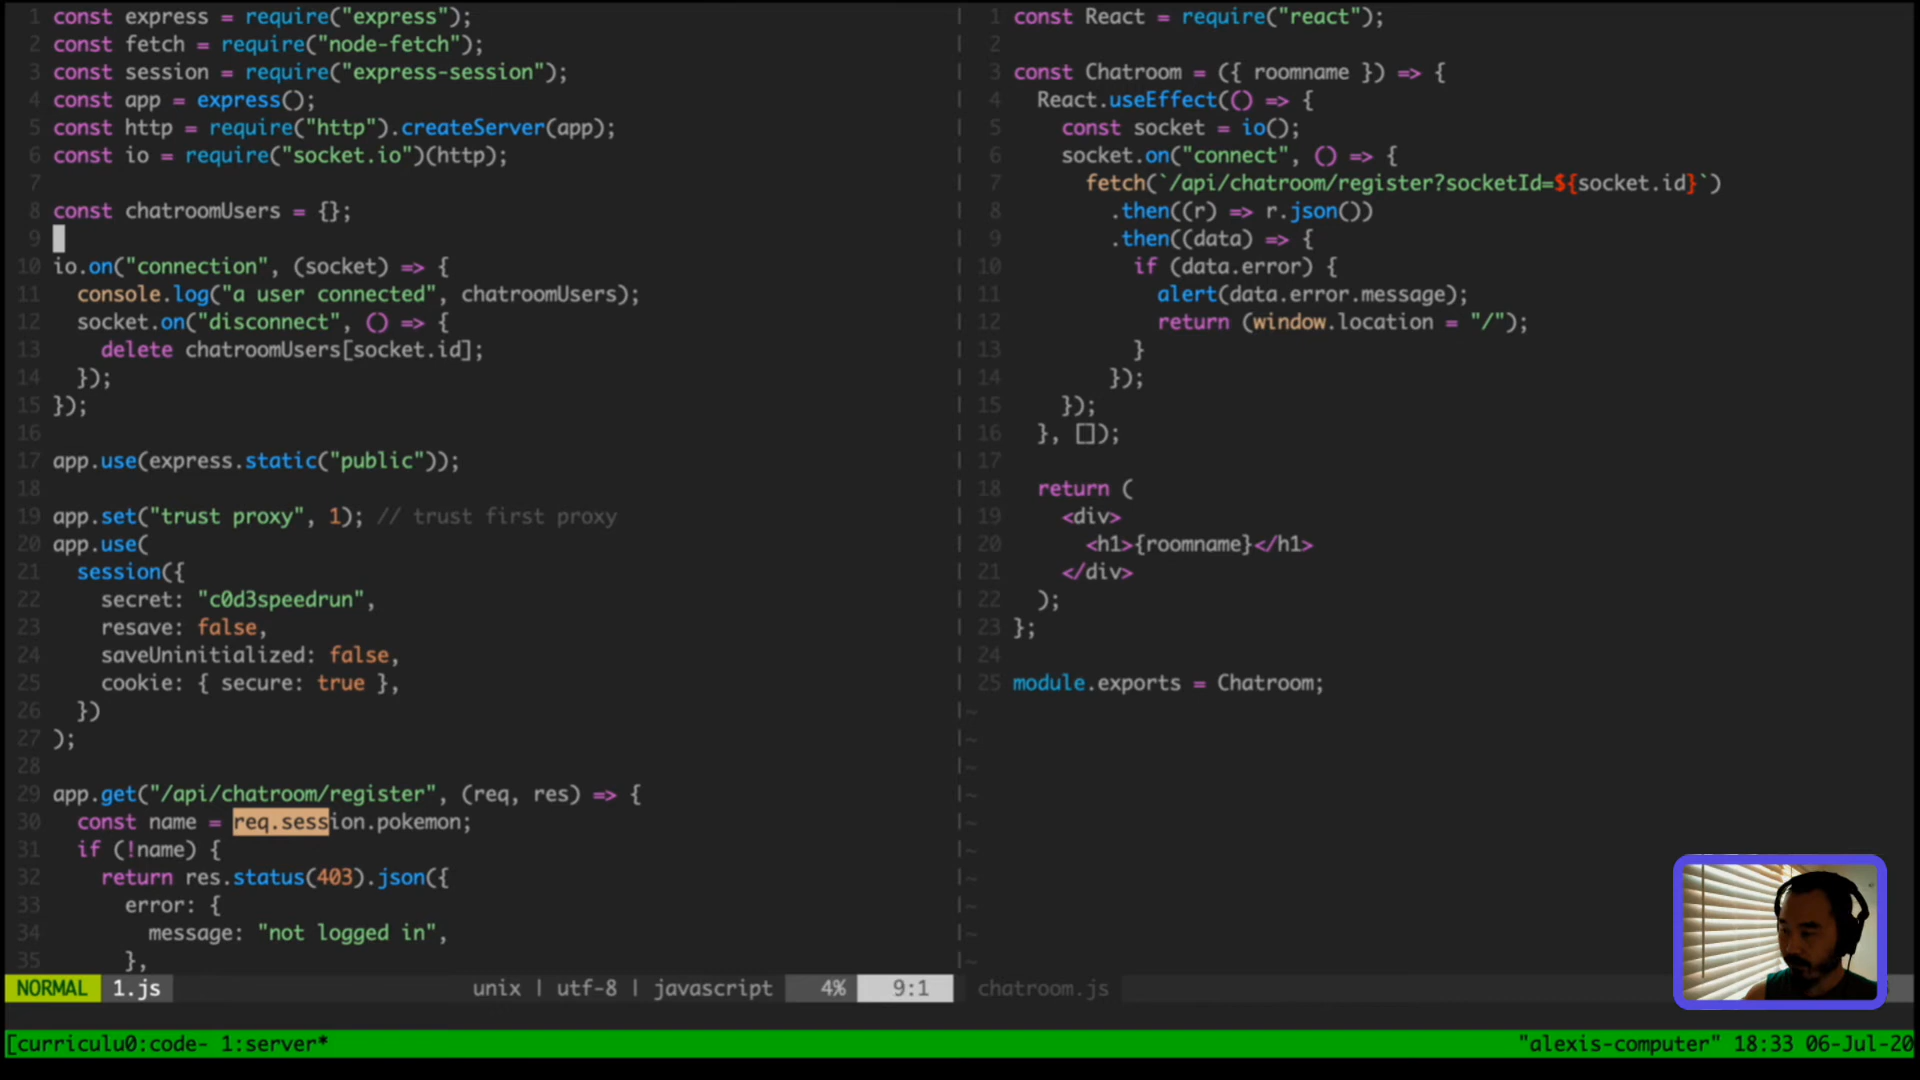 1 const express = require("express");
2 const fetch = require("node-fetch");
3 const session = require("express-session");
4 const app = express();
5 const http = require("http").createServer(app);
6 const io = require("socket.io")(http);
7
8 const chatroomUsers = {};
9
10 io.on("connection", (socket) => {
11   console.log("a user connected", chatroomUsers);
12   socket.on("disconnect", () => {
13     delete chatroomUsers[socket.id];
14   });
15 });
16
17 app.use(express.static("public"));
18
19 app.set("trust proxy", 1); // trust first proxy
20 app.use(
21   session({
22     secret: "c0d3speedrun",
23     resave: false,
24     saveUninitialized: false,
25     cookie: { secure: true },
26   })
27 );
28
29 app.get("/api/chatroom/register", (req, res) => {
30   const name = req.session.pokemon;
31   if (!name) {
32     return res.status(403).json({
33       error: {
34         message: "not logged in",
35       },
NORMAL 1.js unix | utf-8 | javascript 4% 9:1
1 const React = require("react");
2
3 const Chatroom = ({ roomname }) => {
4   React.useEffect(() => {
5     const socket = io();
6     socket.on("connect", () => {
7       fetch(`/api/chatroom/register?socketId=${socket.id}`)
8         .then((r) => r.json())
9         .then((data) => {
10           if (data.error) {
11             alert(data.error.message);
12             return (window.location = "/");
13           }
14         });
15     });
16   }, []);
17
18   return (
19     <div>
20       <h1>{roomname}</h1>
21     </div>
22   );
23 };
24
25 module.exports = Chatroom;
~
~
~
~
~
~
~
~
~
~
chatroom.js
[curriculu0:code- 1:server* "alexis-computer" 18:33 06-Jul-20